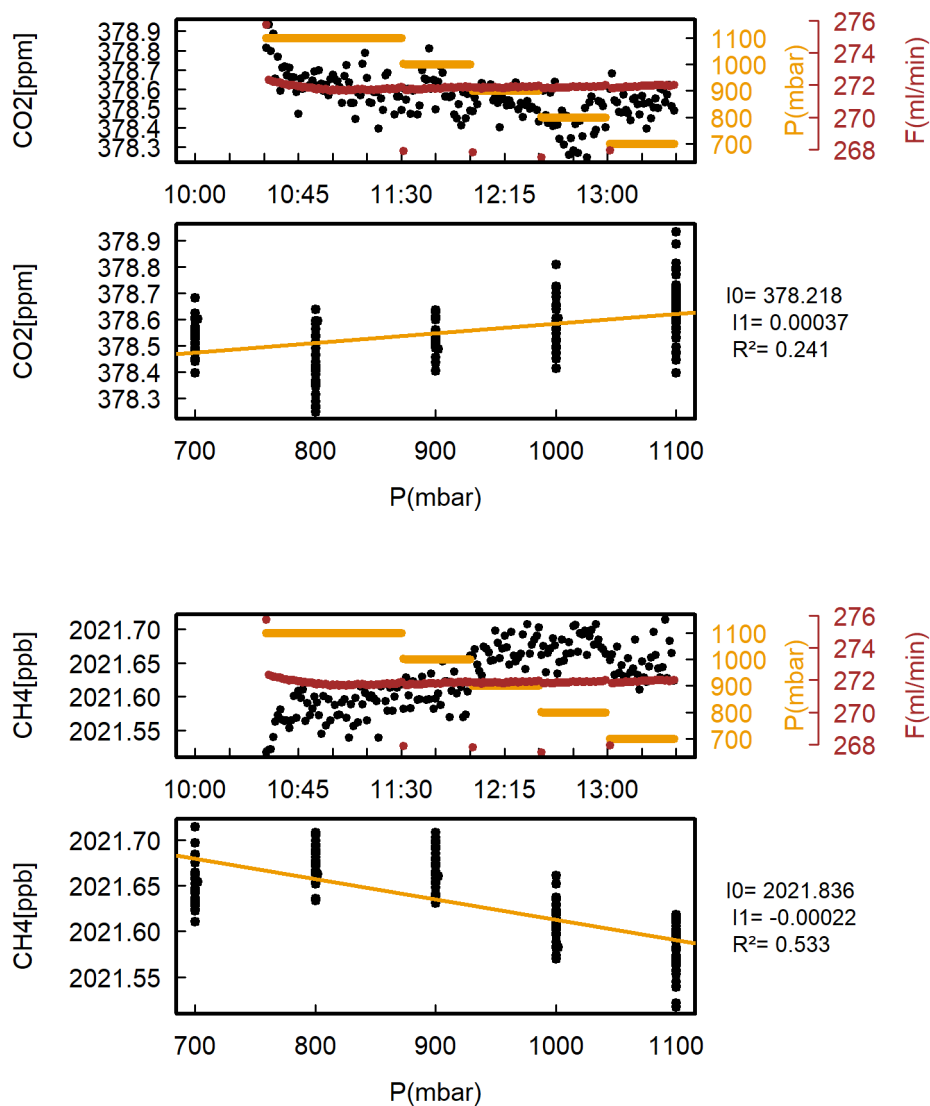 CO2[ppm]
378.9
378.8
378.7
378.6
378.5
378.4
378.3
10:00 10:45 11:30 12:15 13:00
1100
1000
900
800
700
P(mbar)
276
274
272
270
268
F(ml/min)
CO2[ppm]
378.9
378.8
378.7
378.6
378.5
378.4
378.3
700 800 900 1000 1100
P(mbar)
I0= 378.218
I1= 0.00037
R²= 0.241
CH4[ppb]
2021.70
2021.65
2021.60
2021.55
10:00 10:45 11:30 12:15 13:00
1100
1000
900
800
700
P(mbar)
276
274
272
270
268
F(ml/min)
CH4[ppb]
2021.70
2021.65
2021.60
2021.55
700 800 900 1000 1100
P(mbar)
I0= 2021.836
I1= -0.00022
R²= 0.533